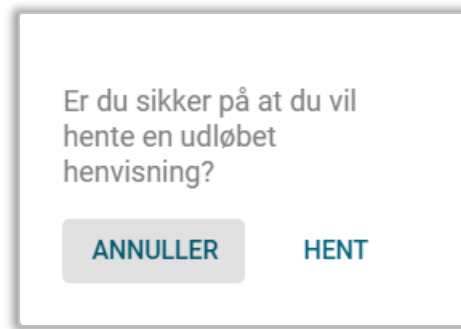 Er du sikker på at du vil
hente en udløbet
henvisning?
ANNULLER HENT